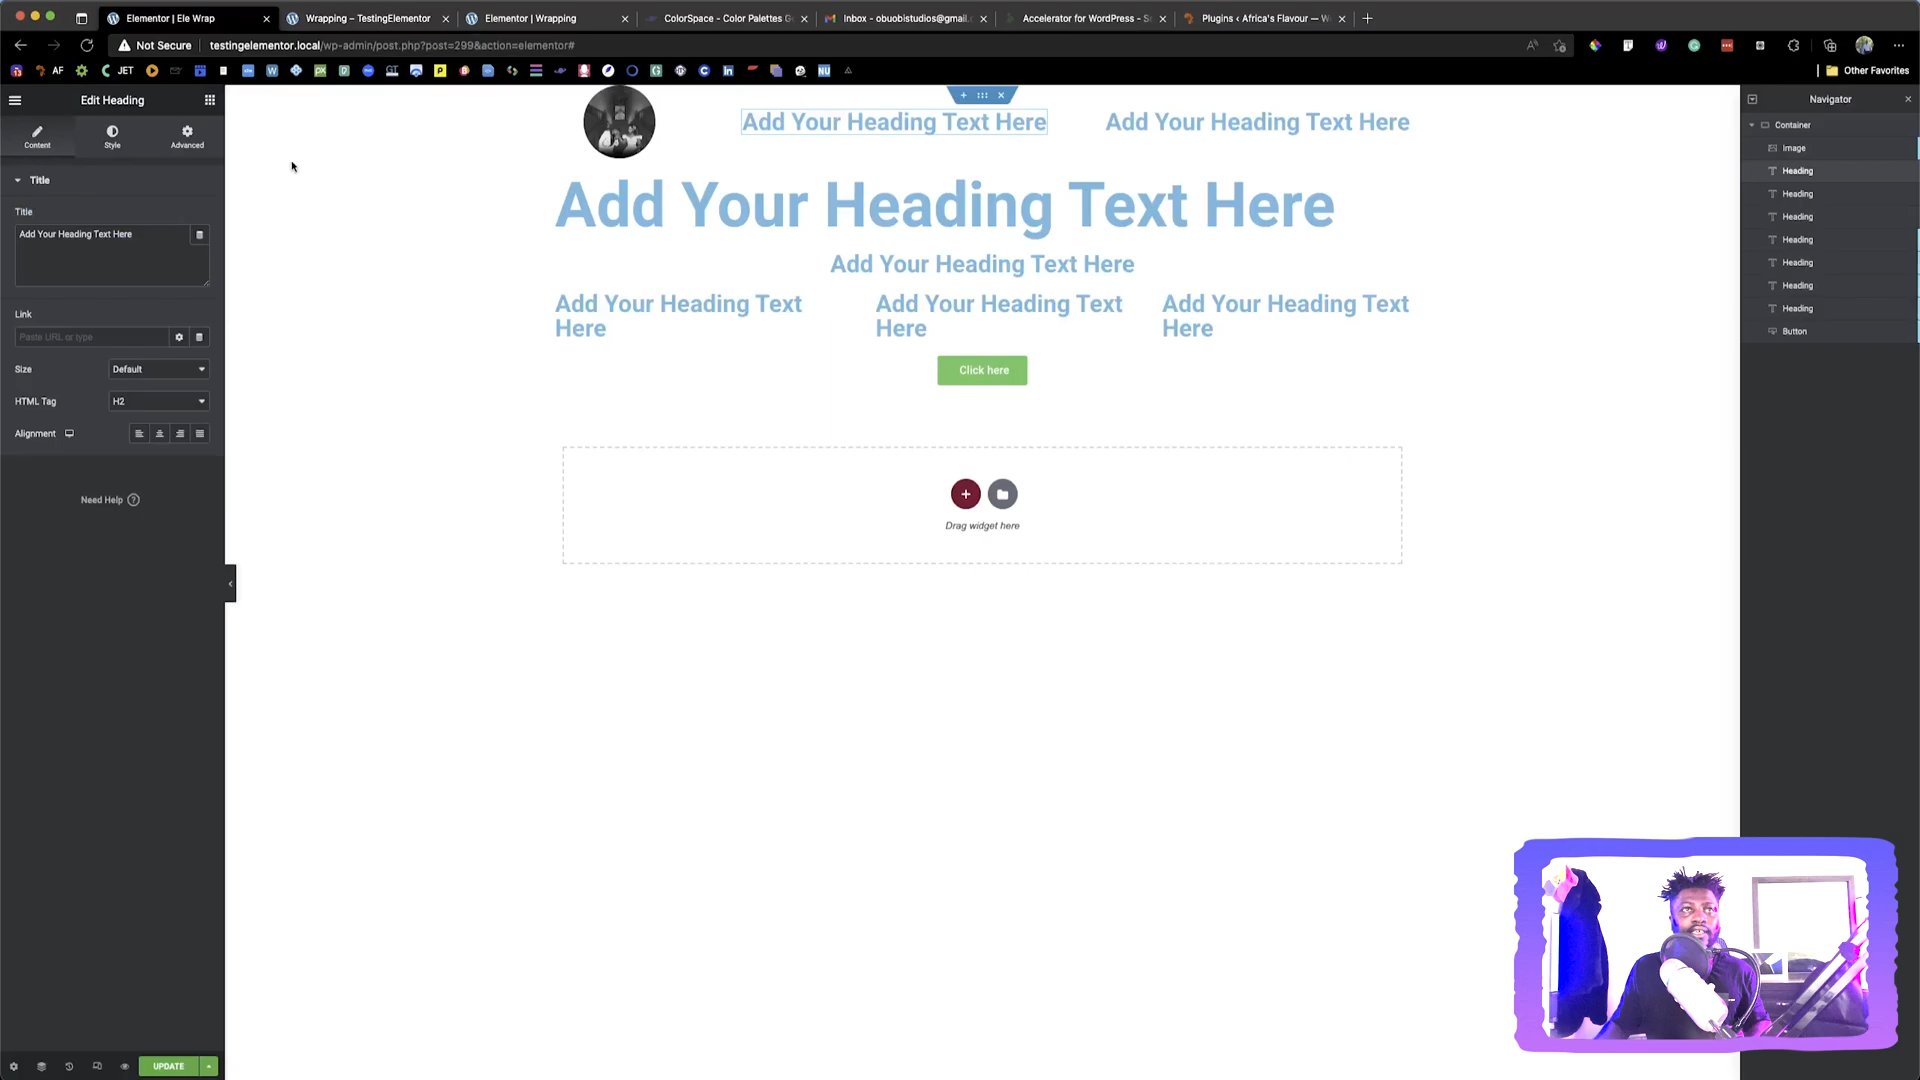 Elementor | Ele Wrap
Wrapping – TestingElementor
Elementor | Wrapping
ColorSpace - Color Palettes G
Inbox - obuobistudios@gmail.c
Accelerator for WordPress - S
Plugins ‹ Africa's Flavour — W
Not Secure
testingelementor.local/wp-admin/post.php?post=299&action=elementor#
AF
JET
Other Favorites
Edit Heading
Content
Style
Advanced
Title
Title
Add Your Heading Text Here
Link
Paste URL or type
Size
Default
HTML Tag
H2
Alignment
Need Help
UPDATE
Add Your Heading Text Here
Add Your Heading Text Here
Add Your Heading Text Here
Add Your Heading Text Here
Add Your Heading Text
Here
Add Your Heading Text
Here
Add Your Heading Text
Here
Click here
Drag widget here
Navigator
Container
Image
Heading
Heading
Heading
Heading
Heading
Heading
Heading
Button